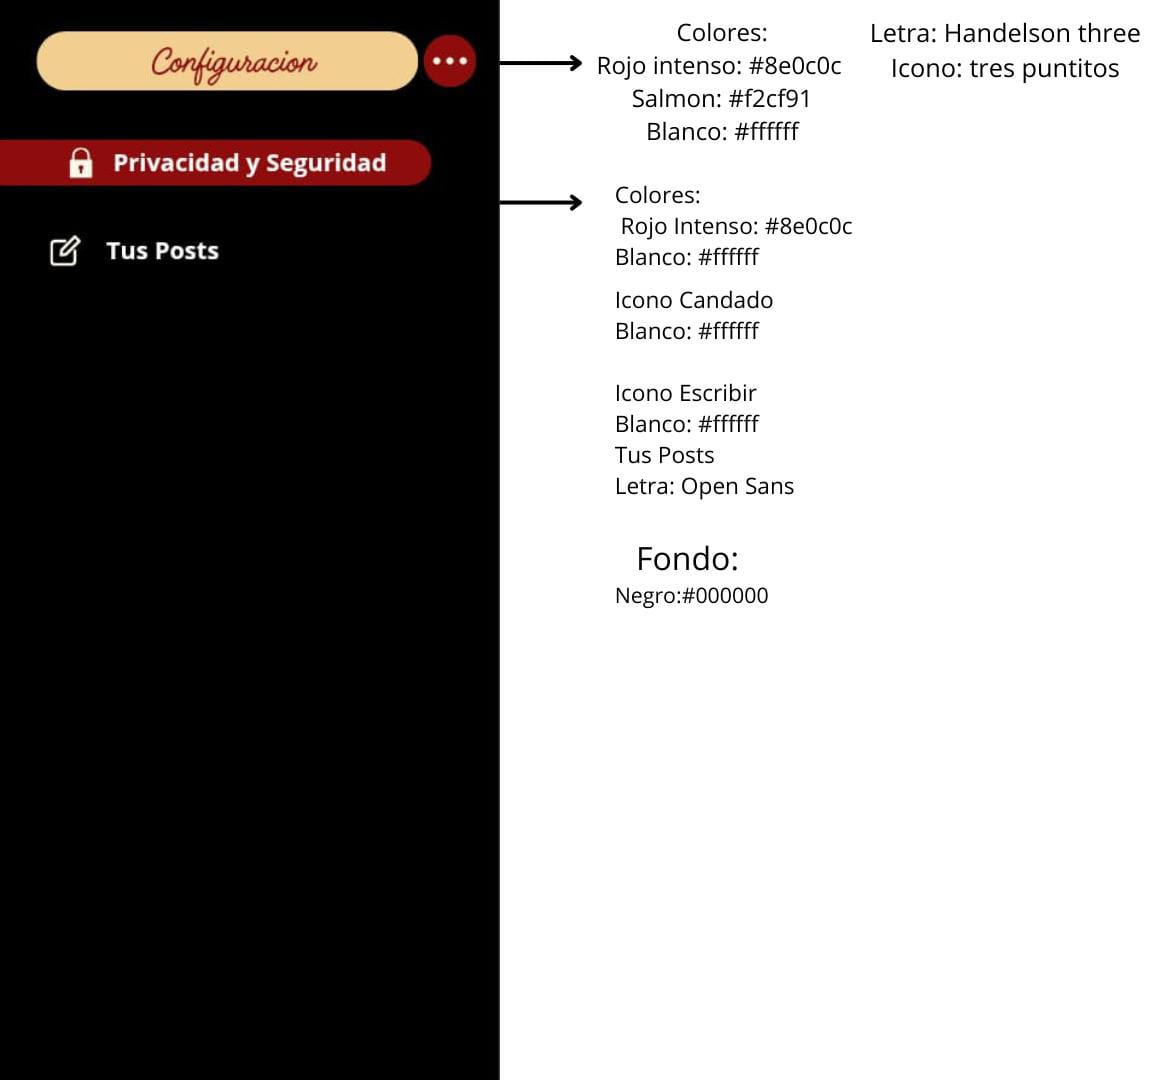 Configuracion
Privacidad y Seguridad
Tus Posts
Colores:
Rojo intenso: #8e0c0c
Salmon: #f2cf91
Blanco: #ffffff
Letra: Handelson three
Icono: tres puntitos
Colores:
Rojo Intenso: #8e0c0c
Blanco: #ffffff
Icono Candado
Blanco: #ffffff
Icono Escribir
Blanco: #ffffff
Tus Posts
Letra: Open Sans
Fondo:
Negro:#000000